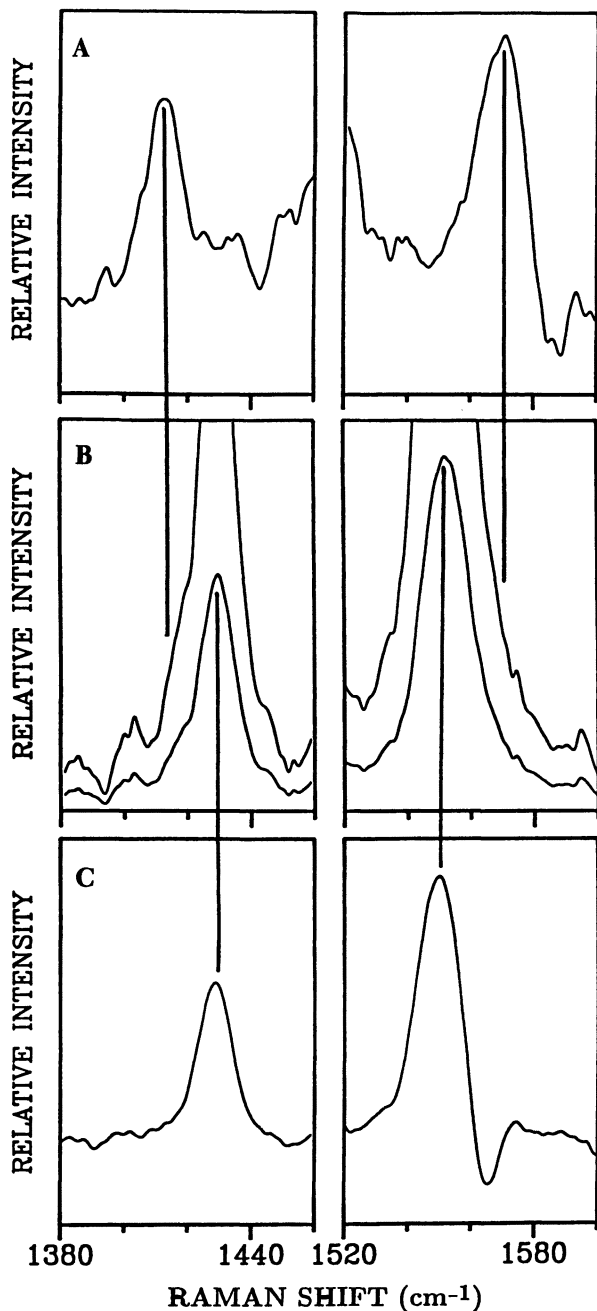 A
RELATIVE INTENSITY
B
RELATIVE INTENSITY
C
RELATIVE INTENSITY
1380 1440 1520 1580
RAMAN SHIFT (cm-1)